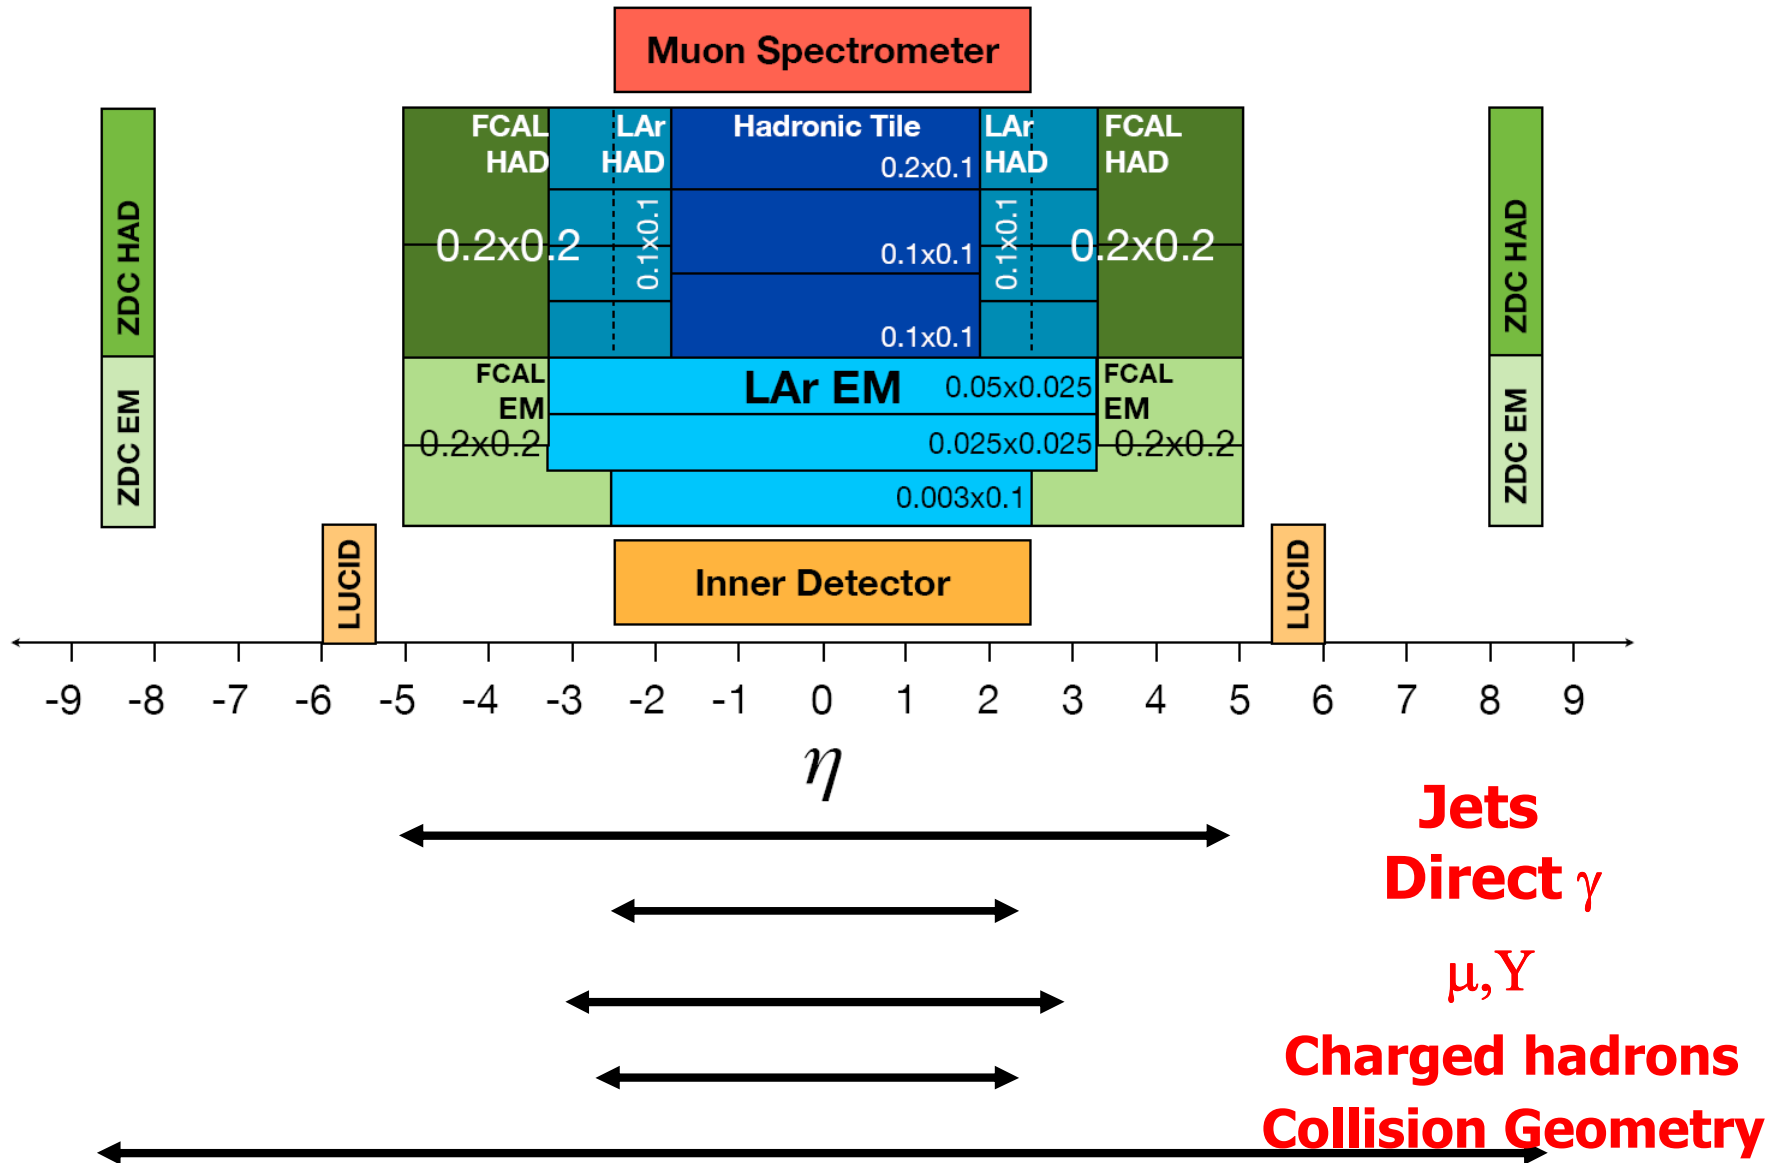 Muon Spectrometer
FCAL
HAD
LAr
HAD
Hadronic Tile
LAr
HAD
FCAL
HAD
0.2x0.1
0.2x0.2
0.1x0.1
0.1x0.1
0.1x0.1
0.2x0.2
0.1x0.1
ZDC HAD
ZDC HAD
FCAL
EM
LAr EM
0.05x0.025
FCAL
EM
0.2x0.2
0.025x0.025
0.2x0.2
0.003x0.1
ZDC EM
ZDC EM
LUCID
Inner Detector
LUCID
-9 -8 -7 -6 -5 -4 -3 -2 -1 0 1 2 3 4 5 6 7 8 9
η
Jets
Direct γ
μ,Υ
Charged hadrons
Collision Geometry